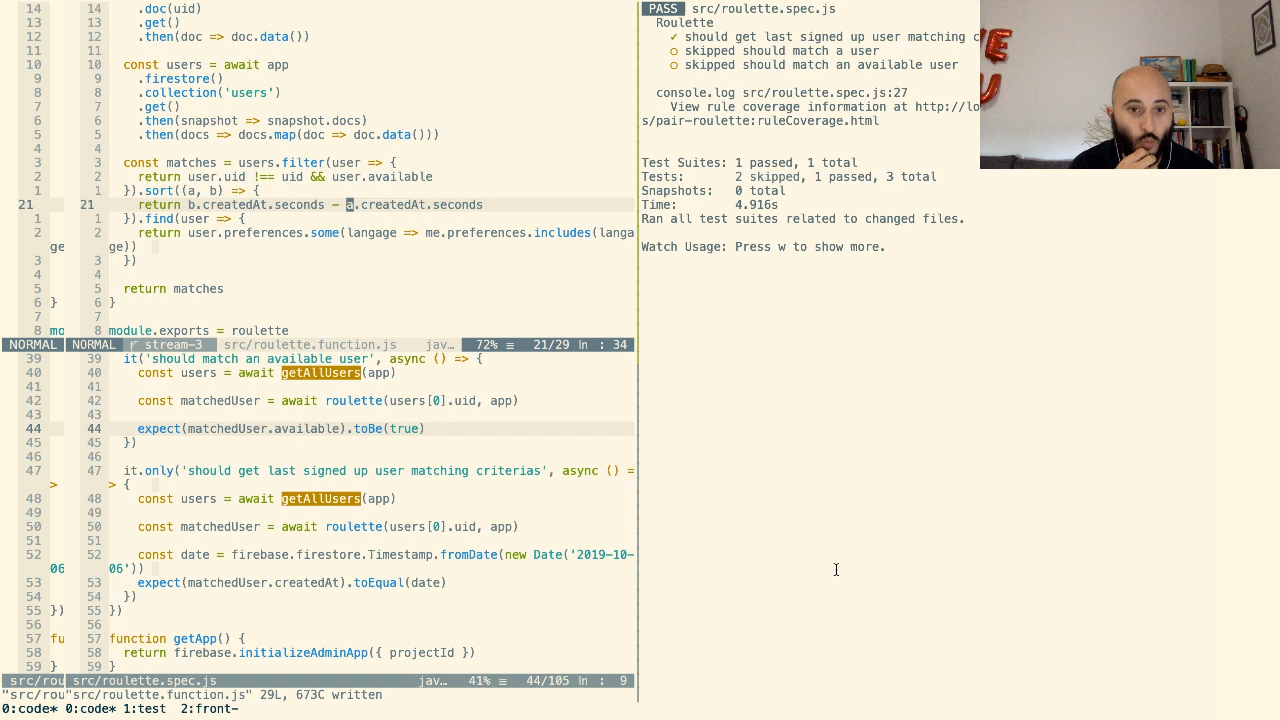 14 14 .doc(uid)
13 13 .get()
12 12 .then(doc => doc.data())
11 11
10 10 const users = await app
9 9 .firestore()
8 8 .collection('users')
7 7 .get()
6 6 .then(snapshot => snapshot.docs)
5 5 .then(docs => docs.map(doc => doc.data()))
4 4
3 3 const matches = users.filter(user => {
2 2 return user.uid !== uid && user.available
1 1 }).sort((a, b) => {
21 21 return b.createdAt.seconds - a.createdAt.seconds
1 1 }).find(user => {
2 2 return user.preferences.some(langage => me.preferences.includes(langa
ge ge))
3 3 })
4 4
5 5 return matches
6 } 6 }
7 7
8 mo 8 module.exports = roulette
NORMAL NORMAL stream-3 src/roulette.function.js jav… 72% ≡ 21/29 ln : 34
39 39 it('should match an available user', async () => {
40 40 const users = await getAllUsers(app)
41 41
42 42 const matchedUser = await roulette(users[0].uid, app)
43 43
44 44 expect(matchedUser.available).toBe(true)
45 45 })
46 46
47 47 it.only('should get last signed up user matching criterias', async () =
> > {
48 48 const users = await getAllUsers(app)
49 49
50 50 const matchedUser = await roulette(users[0].uid, app)
51 51
52 52 const date = firebase.firestore.Timestamp.fromDate(new Date('2019-10-
06 06'))
53 53 expect(matchedUser.createdAt).toEqual(date)
54 54 })
55 }) 55 })
56 56
57 fu 57 function getApp() {
58 58 return firebase.initializeAdminApp({ projectId })
59 } 59 }
src/rou src/roulette.spec.js jav… 41% ≡ 44/105 ln : 9
"src/rou"src/roulette.function.js" 29L, 673C written
0:code* 0:code* 1:test 2:front-
PASS src/roulette.spec.js
Roulette
✓ should get last signed up user matching c
○ skipped should match a user
○ skipped should match an available user
console.log src/roulette.spec.js:27
View rule coverage information at http://lo
s/pair-roulette:ruleCoverage.html
Test Suites: 1 passed, 1 total
Tests: 2 skipped, 1 passed, 3 total
Snapshots: 0 total
Time: 4.916s
Ran all test suites related to changed files.
Watch Usage: Press w to show more.